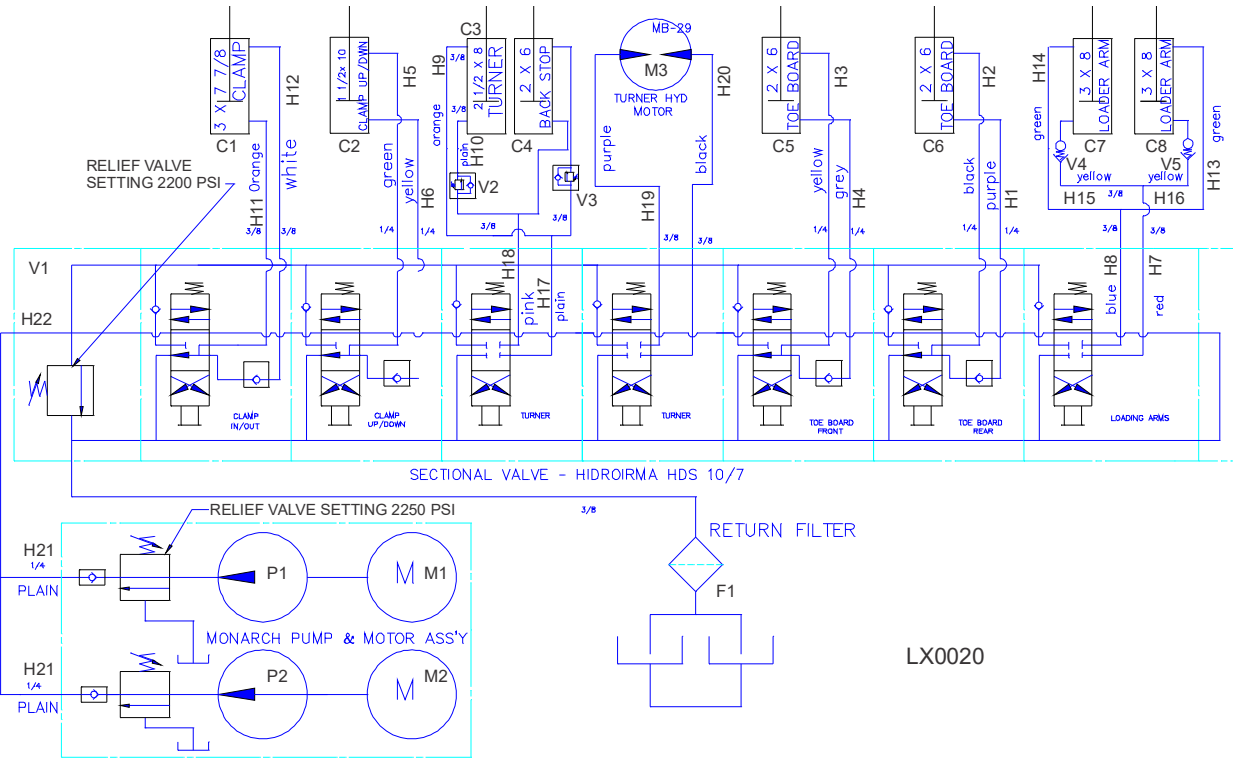 3 X 7 7/8
CLAMP
C1
H12
H11 Orange
white
3/8
3/8
1 1/2x 10
CLAMP UP/DWN
C2
H5
green
yellow
H6
1/4
1/4
C3
H9
3/8
3/8
orange
plain
H10
2 1/2 X 8
TURNER
2 X 6
BACK STOP
C4
V2
V3
3/8
3/8
MB-29
M3
TURNER HYD
MOTOR
H20
purple
black
H19
3/8
3/8
2 X 6
TOE BOARD
C5
H3
yellow
grey
H4
1/4
1/4
2 X 6
TOE BOARD
C6
H2
black
purple
H1
1/4
1/4
H14
green
3 X 8
LOADER ARM
C7
3 X 8
LOADER ARM
C8
green
H13
V4
V5
yellow
yellow
H15
3/8
H16
3/8
3/8
RELIEF VALVE
SETTING 2200 PSI
V1
H22
H18
H17
pink
plain
H8
H7
blue
red
CLAMP
IN/OUT
CLAMP
UP/DOWN
TURNER
TURNER
TOE BOARD
FRONT
TOE BOARD
REAR
LOADING ARMS
SECTIONAL VALVE - HIDROIRMA HDS 10/7
RELIEF VALVE SETTING 2250 PSI
3/8
RETURN FILTER
F1
H21
1/4
PLAIN
P1
M M1
MONARCH PUMP & MOTOR ASS'Y
H21
1/4
PLAIN
P2
M M2
LX0020